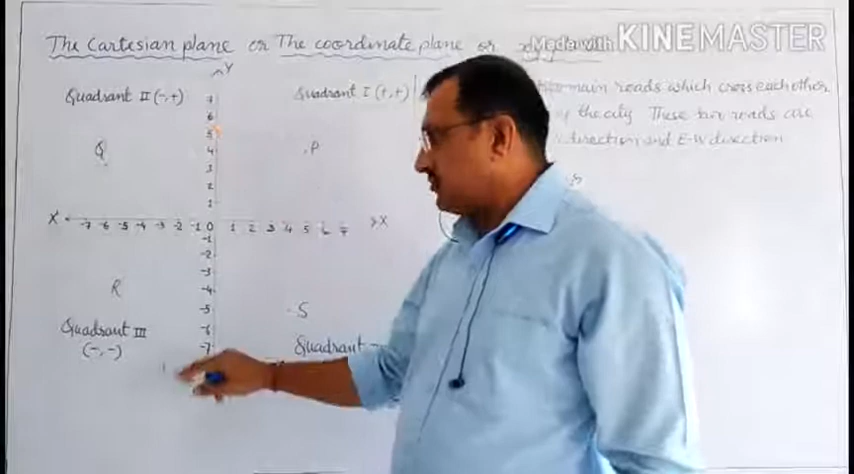 The Cartesian plane or The coordinate plane or
Made with KINEMASTER
Y
Quadrant II (-,+)
Quadrant I (+,+)
main roads which cross each other
the city. These two roads are
direction and E-W direction
7
6
5
4
3
2
1
Q
P
X' -7 -6 -5 -4 -3 -2 -1 0 1 2 3 4 5 6 7 X
-1
-2
-3
-4
-5
-6
-7
R
S
Quadrant III
(-,-)
Quadrant